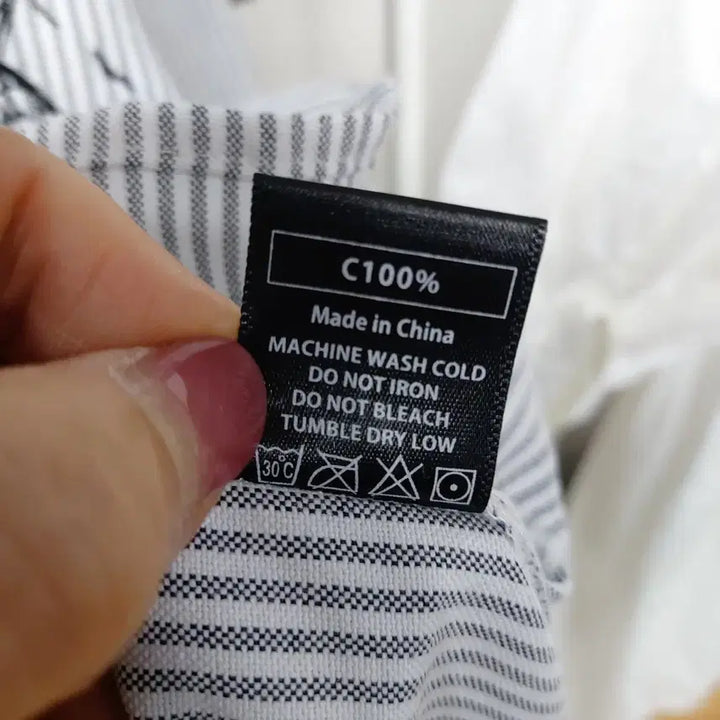 C100%
Made in China
MACHINE WASH COLD
DO NOT IRON
DO NOT BLEACH
TUMBLE DRY LOW
30 C